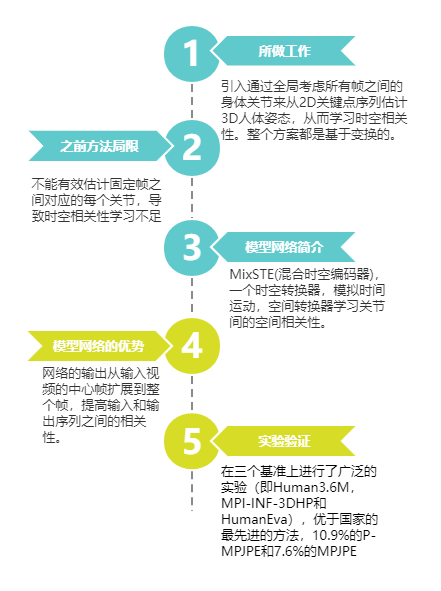 1
所做工作
引入通过全局考虑所有帧之间的
身体关节来从2D关键点序列估计
3D人体姿态，从而学习时空相关
性。整个方案都是基于变换的。
2
之前方法局限
不能有效估计固定帧之
间对应的每个关节，导
致时空相关性学习不足
3
模型网络简介
MixSTE(混合时空编码器)，
一个时空转换器，模拟时间
运动，空间转换器学习关节
间的空间相关性。
4
模型网络的优势
网络的输出从输入视
频的中心帧扩展到整
个帧，提高输入和输
出序列之间的相关
性。
5
实验验证
在三个基准上进行了广泛的
实验（即Human3.6M，
MPI-INF-3DHP和
HumanEva），优于国家的
最先进的方法，10.9%的P-
MPJPE和7.6%的MPJPE